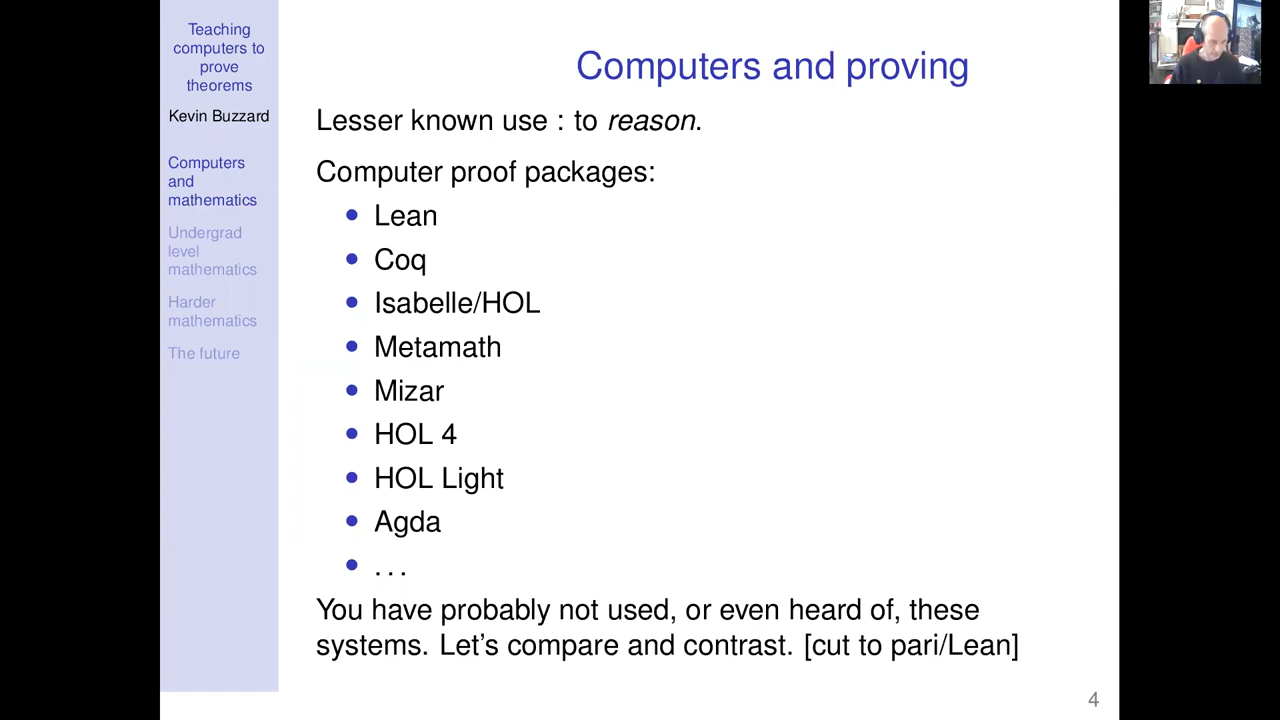 Teaching
computers to
prove
theorems
Kevin Buzzard
Computers
and
mathematics
Undergrad
level
mathematics
Harder
mathematics
The future
Computers and proving
Lesser known use : to reason.
Computer proof packages:
• Lean
• Coq
• Isabelle/HOL
• Metamath
• Mizar
• HOL 4
• HOL Light
• Agda
• . . .
You have probably not used, or even heard of, these
systems. Let's compare and contrast. [cut to pari/Lean]
4